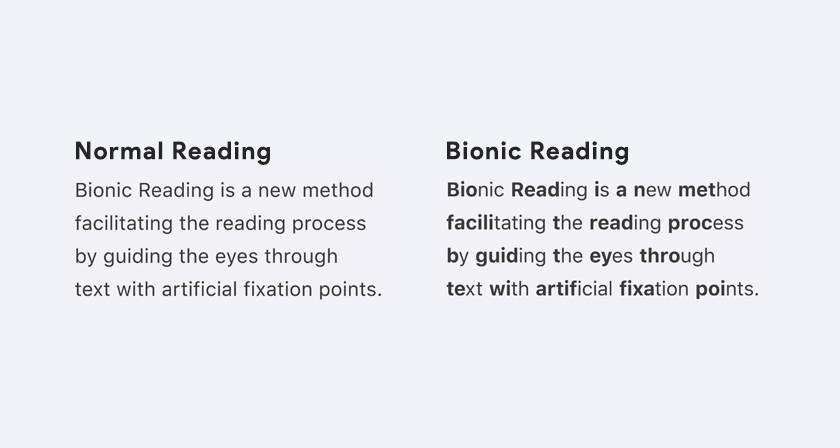 Normal Reading
Bionic Reading is a new method
facilitating the reading process
by guiding the eyes through
text with artificial fixation points.
Bionic Reading
Bionic Reading is a new method
facilitating the reading process
by guiding the eyes through
text with artificial fixation points.